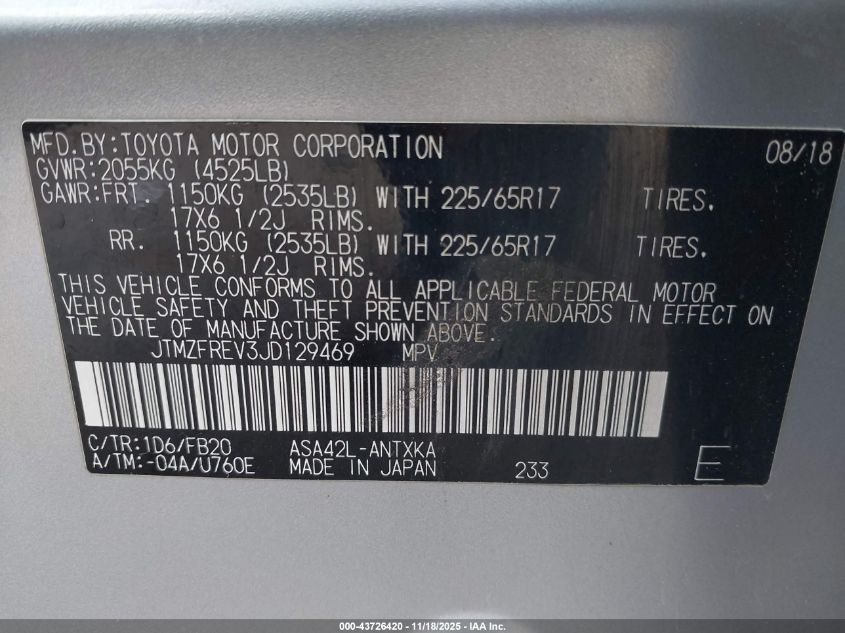 MFD.BY:TOYOTA MOTOR CORPORATION 08/18
GVWR:2055KG (4525LB)
GAWR:FRT. 1150KG (2535LB) WITH 225/65R17 TIRES.
17X6 1/2J RIMS.
RR. 1150KG (2535LB) WITH 225/65R17 TIRES.
17X6 1/2J RIMS.
THIS VEHICLE CONFORMS TO ALL APPLICABLE FEDERAL MOTOR
VEHICLE SAFETY AND THEFT PREVENTION STANDARDS IN EFFECT ON
THE DATE OF MANUFACTURE SHOWN ABOVE.
JTMZFREV3JD129469 MPV
C/TR:1D6/FB20 ASA42L-ANTXKA
A/TM:-04A/U760E MADE IN JAPAN 233 E
000-43726420 - 11/18/2025 - IAA Inc.